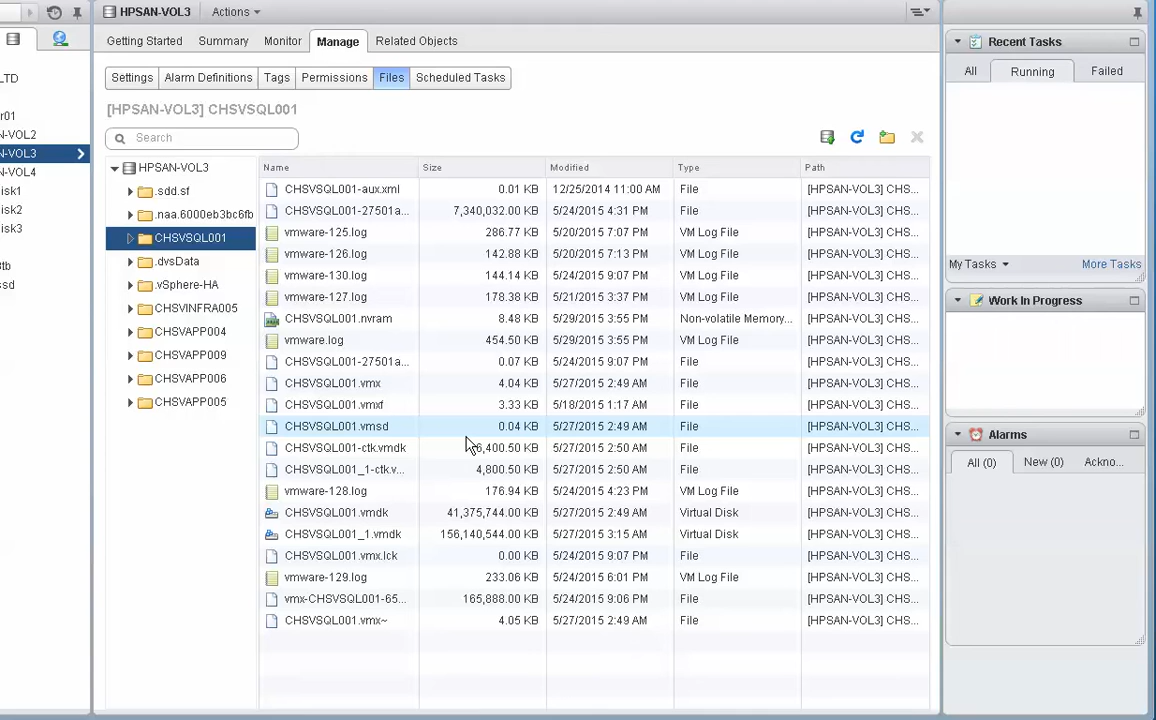 HPSAN-VOL3 Actions
Getting Started Summary Monitor Manage Related Objects
Settings Alarm Definitions Tags Permissions Files Scheduled Tasks
[HPSAN-VOL3] CHSVSQL001
Search
LTD
r01
N-VOL2
N-VOL3
N-VOL4
isk1
isk2
isk3
tb
sd
HPSAN-VOL3
.sdd.sf
.naa.6000eb3bc6fb
CHSVSQL001
.dvsData
.vSphere-HA
CHSVINFRA005
CHSVAPP004
CHSVAPP009
CHSVAPP006
CHSVAPP005
Name Size Modified Type Path
CHSVSQL001-aux.xml 0.01 KB 12/25/2014 11:00 AM File [HPSAN-VOL3] CHS...
CHSVSQL001-27501a... 7,340,032.00 KB 5/24/2015 4:31 PM File [HPSAN-VOL3] CHS...
vmware-125.log 286.77 KB 5/20/2015 7:07 PM VM Log File [HPSAN-VOL3] CHS...
vmware-126.log 142.88 KB 5/20/2015 7:13 PM VM Log File [HPSAN-VOL3] CHS...
vmware-130.log 144.14 KB 5/24/2015 9:07 PM VM Log File [HPSAN-VOL3] CHS...
vmware-127.log 178.38 KB 5/21/2015 3:37 PM VM Log File [HPSAN-VOL3] CHS...
CHSVSQL001.nvram 8.48 KB 5/29/2015 3:55 PM Non-volatile Memory... [HPSAN-VOL3] CHS...
vmware.log 454.50 KB 5/29/2015 3:55 PM VM Log File [HPSAN-VOL3] CHS...
CHSVSQL001-27501a... 0.07 KB 5/24/2015 9:07 PM File [HPSAN-VOL3] CHS...
CHSVSQL001.vmx 4.04 KB 5/27/2015 2:49 AM File [HPSAN-VOL3] CHS...
CHSVSQL001.vmxf 3.33 KB 5/18/2015 1:17 AM File [HPSAN-VOL3] CHS...
CHSVSQL001.vmsd 0.04 KB 5/27/2015 2:49 AM File [HPSAN-VOL3] CHS...
CHSVSQL001-ctk.vmdk 6,400.50 KB 5/27/2015 2:50 AM File [HPSAN-VOL3] CHS...
CHSVSQL001_1-ctk.v... 4,800.50 KB 5/27/2015 2:50 AM File [HPSAN-VOL3] CHS...
vmware-128.log 176.94 KB 5/24/2015 4:23 PM VM Log File [HPSAN-VOL3] CHS...
CHSVSQL001.vmdk 41,375,744.00 KB 5/27/2015 2:49 AM Virtual Disk [HPSAN-VOL3] CHS...
CHSVSQL001_1.vmdk 156,140,544.00 KB 5/27/2015 3:15 AM Virtual Disk [HPSAN-VOL3] CHS...
CHSVSQL001.vmx.lck 0.00 KB 5/24/2015 9:07 PM File [HPSAN-VOL3] CHS...
vmware-129.log 233.06 KB 5/24/2015 6:01 PM VM Log File [HPSAN-VOL3] CHS...
vmx-CHSVSQL001-65... 165,888.00 KB 5/24/2015 9:06 PM File [HPSAN-VOL3] CHS...
CHSVSQL001.vmx~ 4.05 KB 5/27/2015 2:49 AM File [HPSAN-VOL3] CHS...
Recent Tasks
All Running Failed
My Tasks More Tasks
Work In Progress
Alarms
All (0) New (0) Ackno...